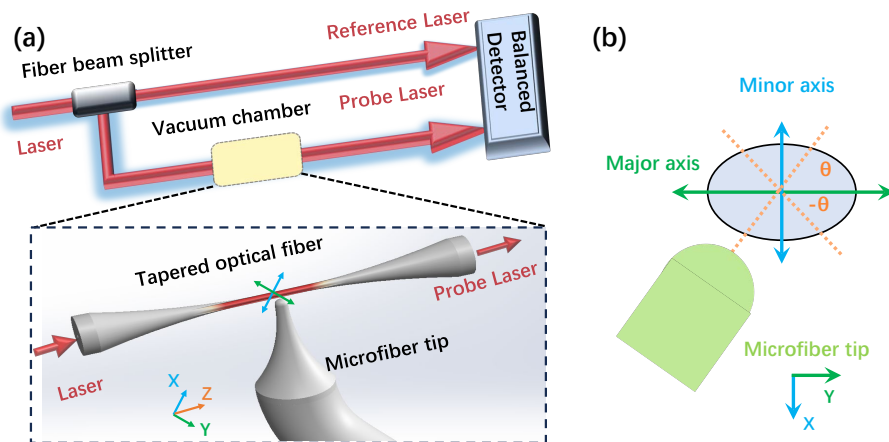 (a)
Fiber beam splitter
Laser
Reference Laser
Probe Laser
Vacuum chamber
Balanced
Detector
Tapered optical fiber
Probe Laser
Laser
Microfiber tip
X
Z
Y
(b)
Minor axis
Major axis
θ
-θ
Microfiber tip
Y
X